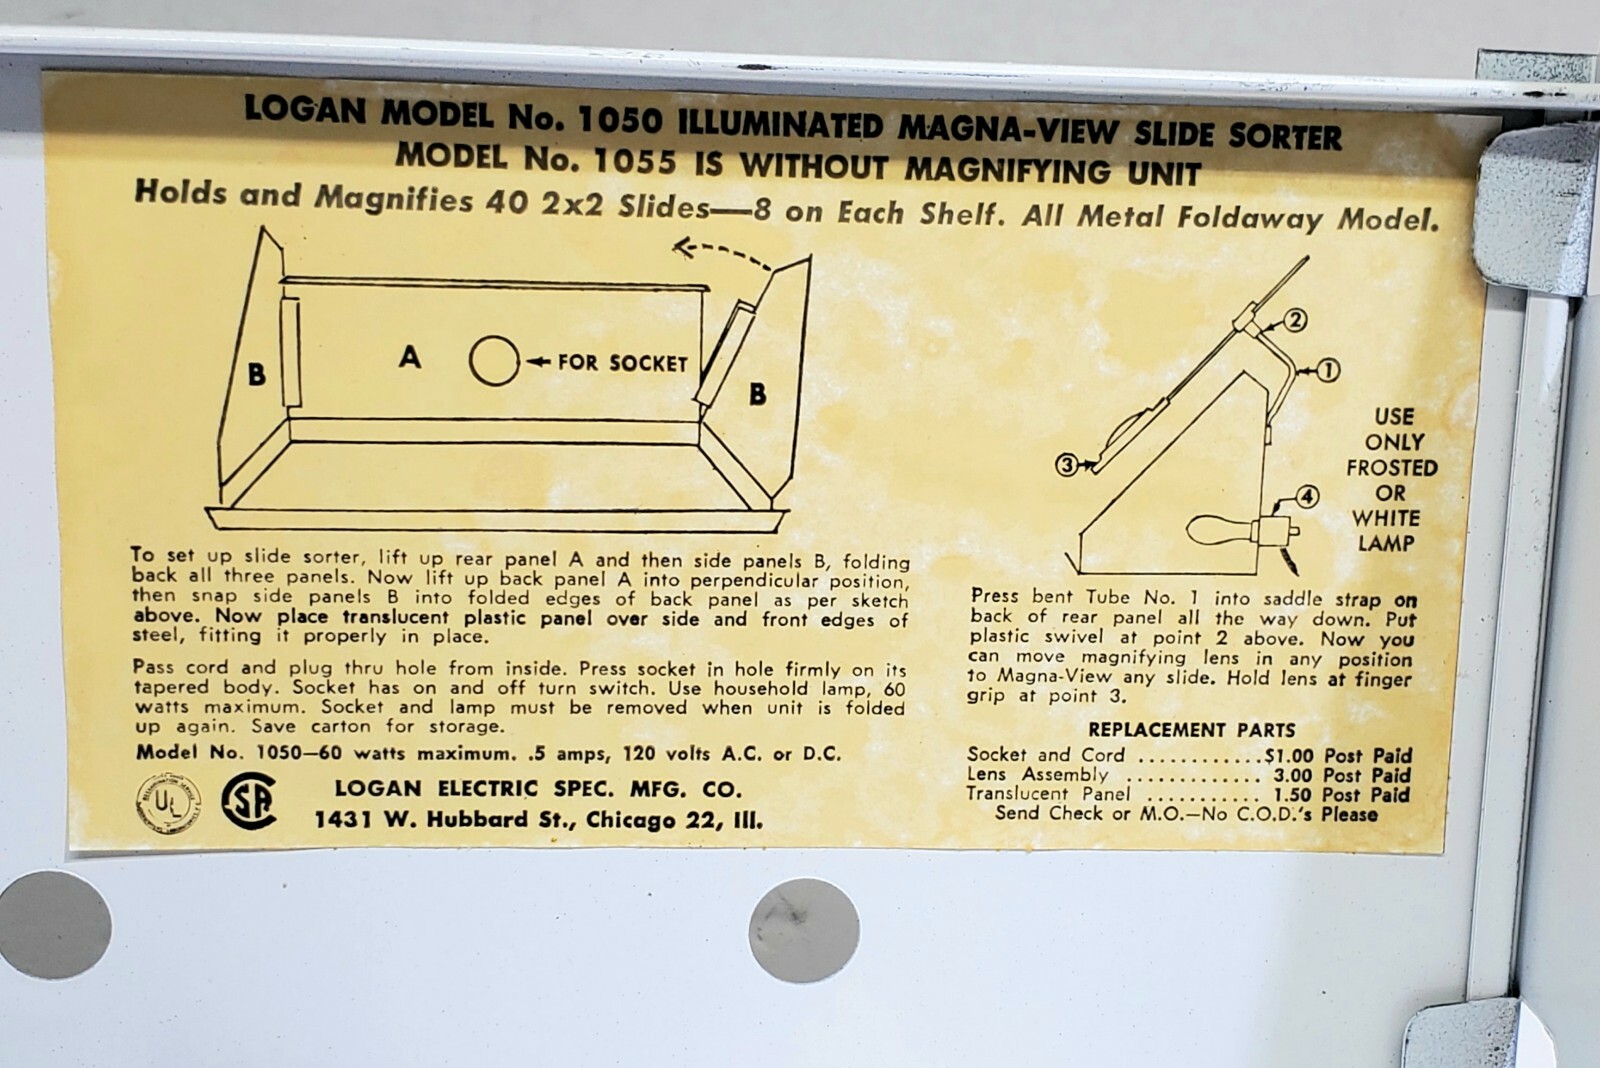 LOGAN MODEL No. 1050 ILLUMINATED MAGNA-VIEW SLIDE SORTER
MODEL No. 1055 IS WITHOUT MAGNIFYING UNIT
Holds and Magnifies 40 2x2 Slides—8 on Each Shelf. All Metal Foldaway Model.
B
A
FOR SOCKET
B
2
1
3
4
USE
ONLY
FROSTED
OR
WHITE
LAMP
To set up slide sorter, lift up rear panel A and then side panels B, folding
back all three panels. Now lift up back panel A into perpendicular position,
then snap side panels B into folded edges of back panel as per sketch
above. Now place translucent plastic panel over side and front edges of
steel, fitting it properly in place.
Pass cord and plug thru hole from inside. Press socket in hole firmly on its
tapered body. Socket has on and off turn switch. Use household lamp, 60
watts maximum. Socket and lamp must be removed when unit is folded
up again. Save carton for storage.
Model No. 1050—60 watts maximum. .5 amps, 120 volts A.C. or D.C.
UL
SA
LOGAN ELECTRIC SPEC. MFG. CO.
1431 W. Hubbard St., Chicago 22, Ill.
Press bent Tube No. 1 into saddle strap on
back of rear panel all the way down. Put
plastic swivel at point 2 above. Now you
can move magnifying lens in any position
to Magna-View any slide. Hold lens at finger
grip at point 3.
REPLACEMENT PARTS
Socket and Cord ............$1.00 Post Paid
Lens Assembly ............. 3.00 Post Paid
Translucent Panel ........... 1.50 Post Paid
Send Check or M.O.—No C.O.D.'s Please